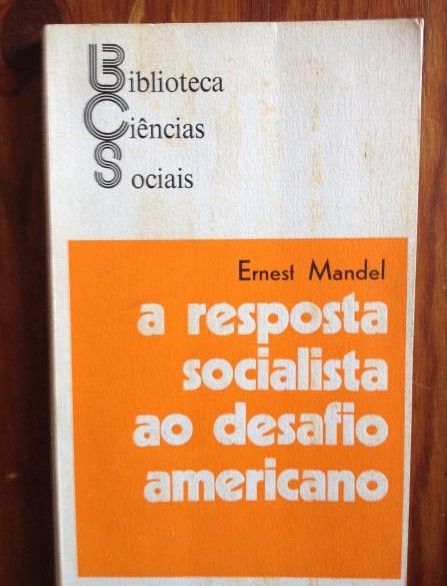 Biblioteca
Ciências
Sociais
Ernest Mandel
a resposta
socialista
ao desafio
americano